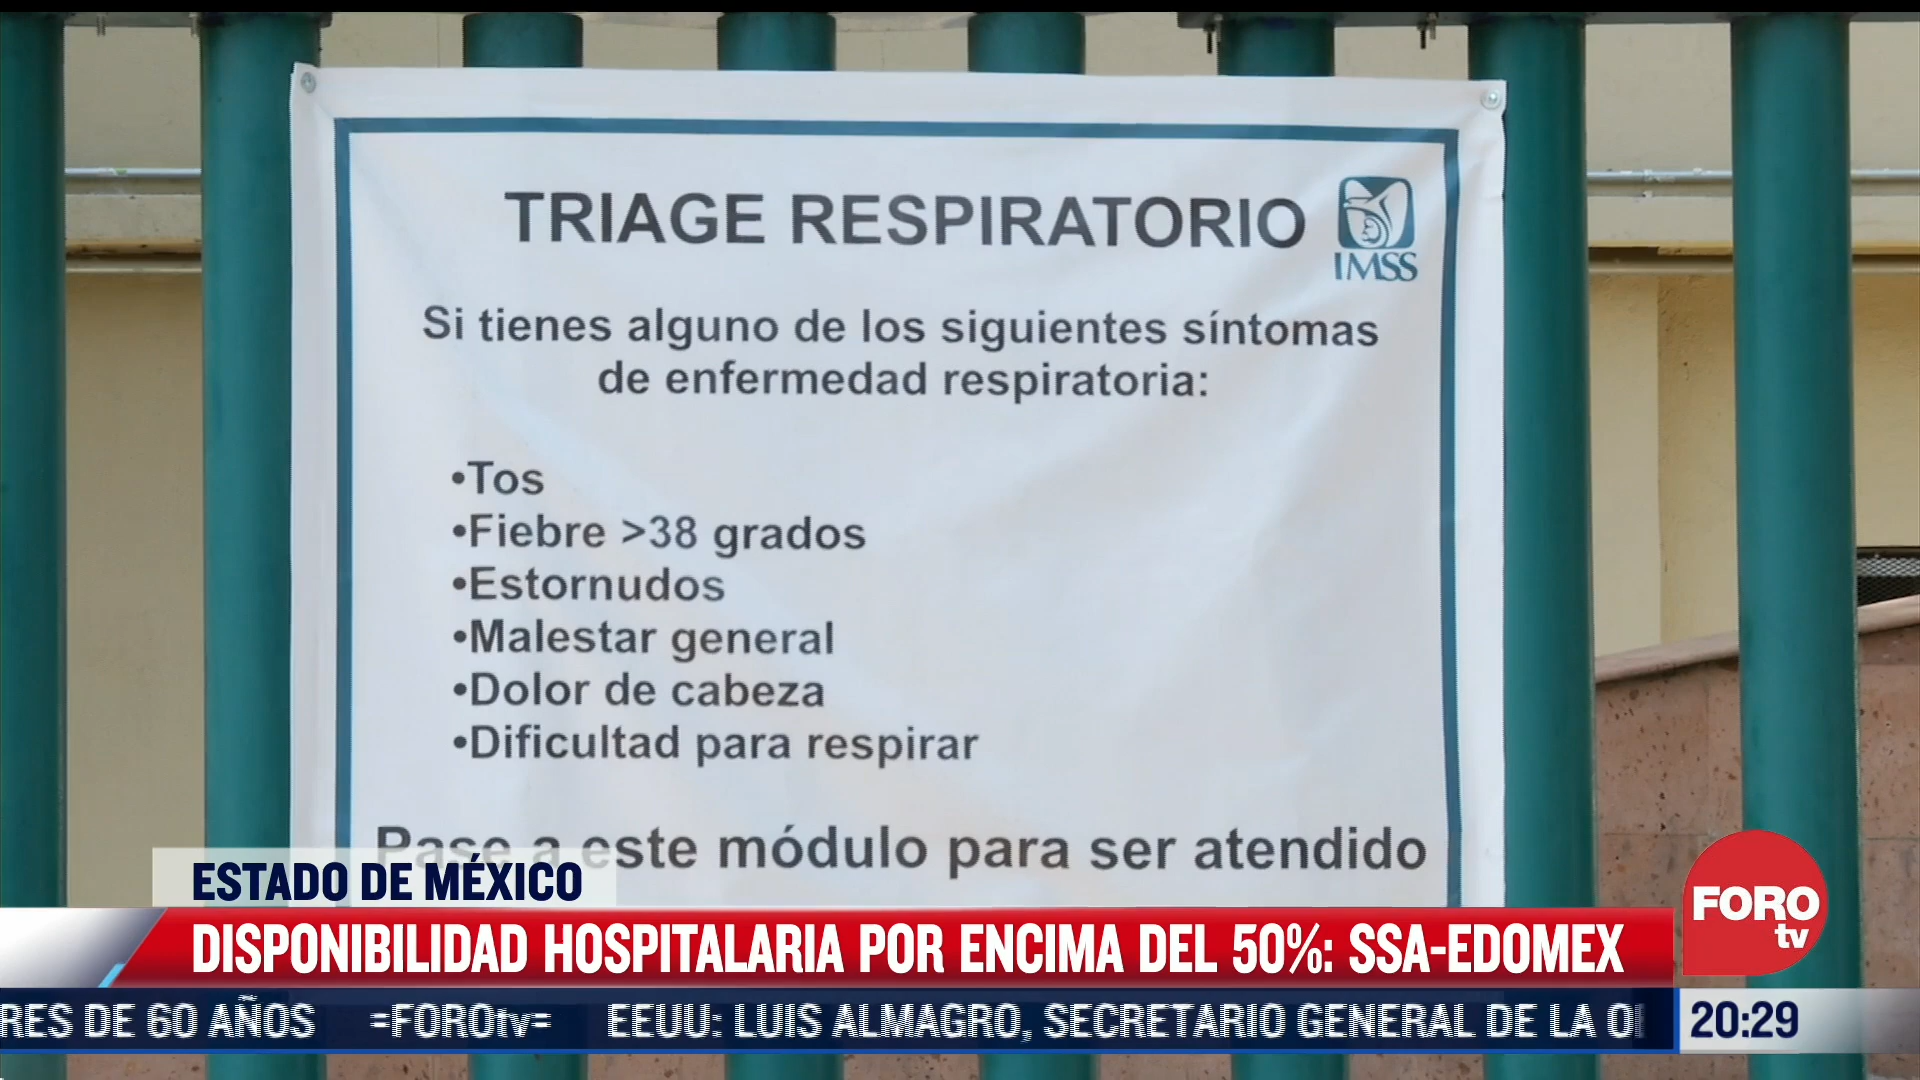 TRIAGE RESPIRATORIO
IMSS
Si tienes alguno de los siguientes síntomas
de enfermedad respiratoria:
•Tos
•Fiebre >38 grados
•Estornudos
•Malestar general
•Dolor de cabeza
•Dificultad para respirar
Pase a este módulo para ser atendido
ESTADO DE MÉXICO
DISPONIBILIDAD HOSPITALARIA POR ENCIMA DEL 50%: SSA-EDOMEX
FORO
tv
RES DE 60 AÑOS =FOROtv= EEUU: LUIS ALMAGRO, SECRETARIO GENERAL DE LA
20:29